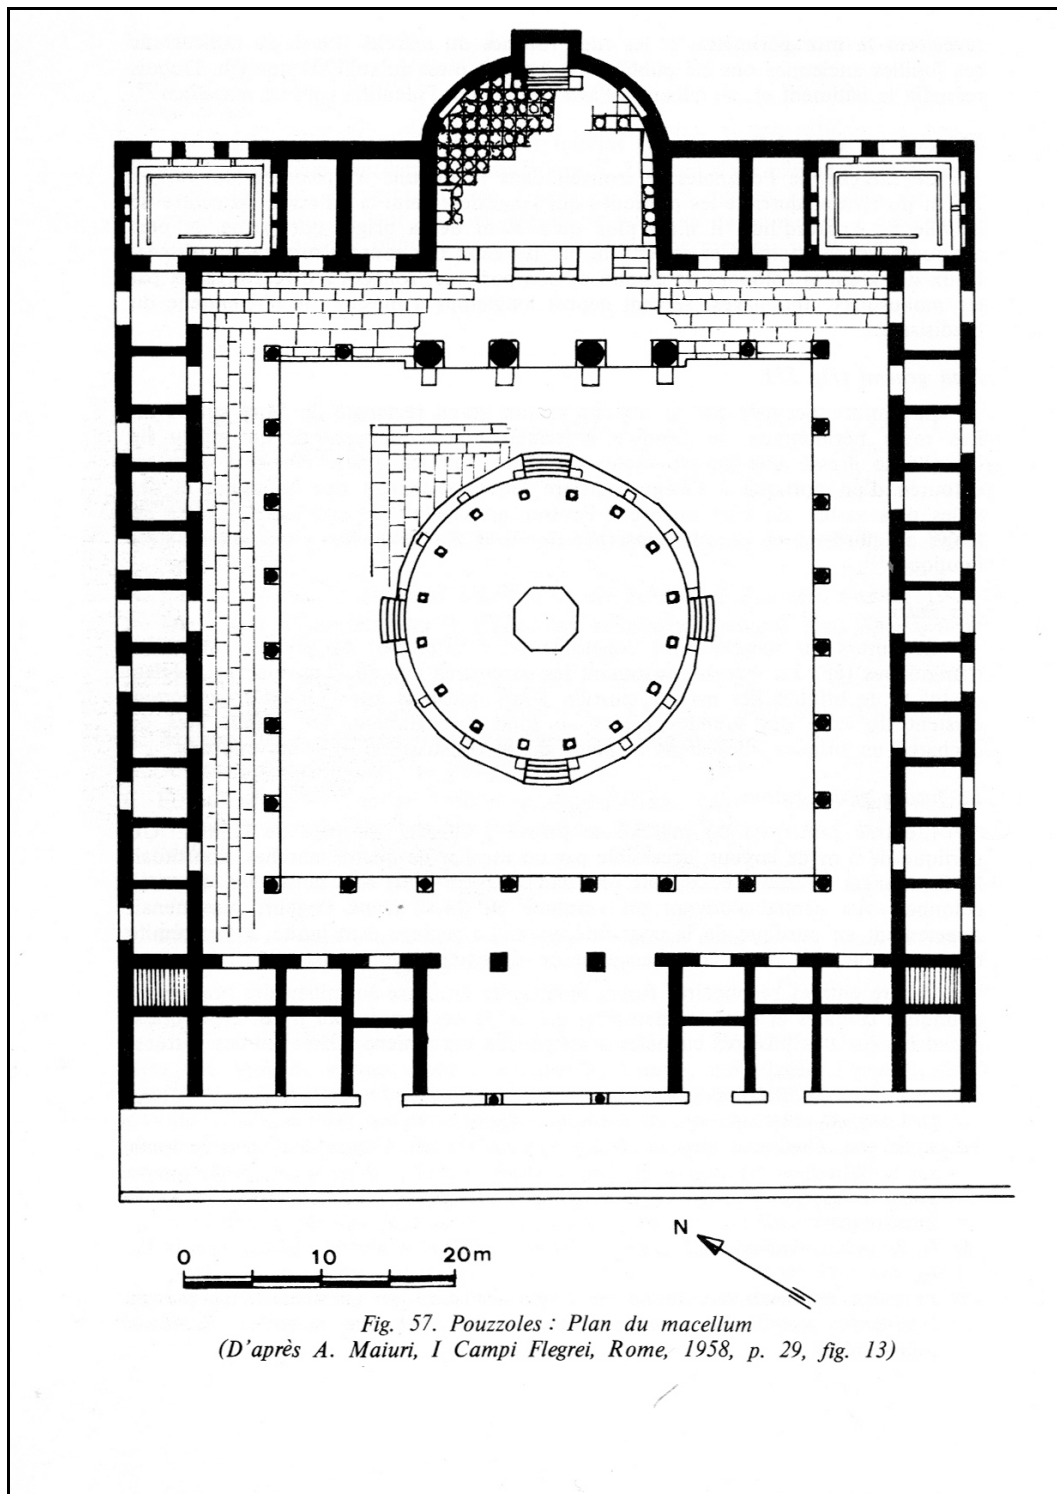 N
0 10 20m
Fig. 57. Pouzzoles : Plan du macellum
(D'après A. Maiuri, I Campi Flegrei, Rome, 1958, p. 29, fig. 13)